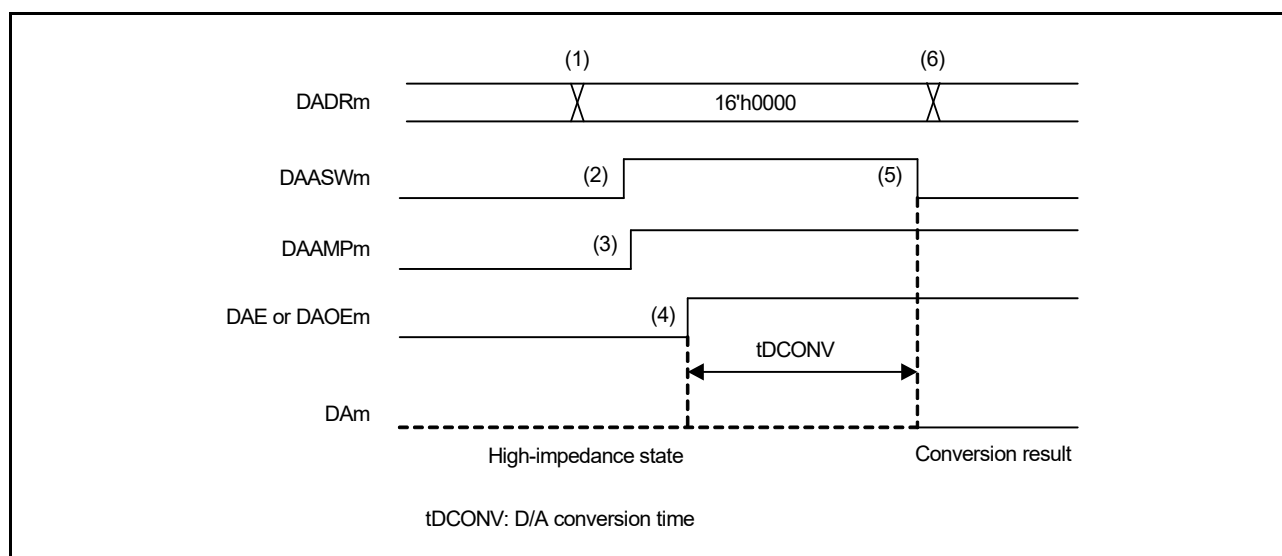 (1) (6)
DADRm 16'h0000
DAASWm (2) (5)
DAAMPm (3)
DAE or DAOEm (4)
tDCONV
DAm
High-impedance state Conversion result
tDCONV: D/A conversion time